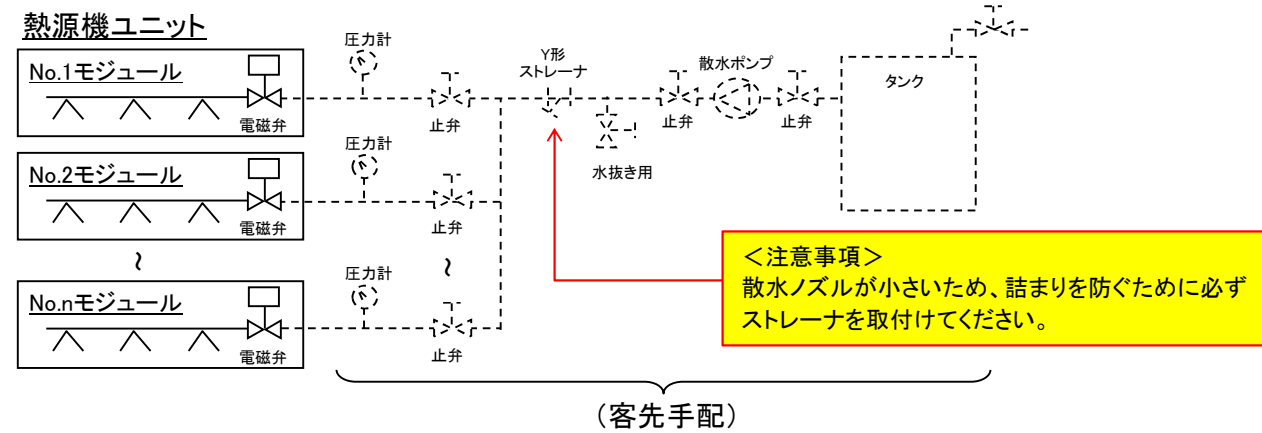 熱源機ユニット
No.1モジュール
電磁弁
圧力計
止弁
Y形
ストレーナ
水抜き用
止弁
散水ポンプ
止弁
タンク
No.2モジュール
電磁弁
圧力計
止弁
~
~
No.nモジュール
電磁弁
圧力計
止弁
<注意事項>
散水ノズルが小さいため、詰まりを防ぐために必ず
ストレーナを取付けてください。
(客先手配)